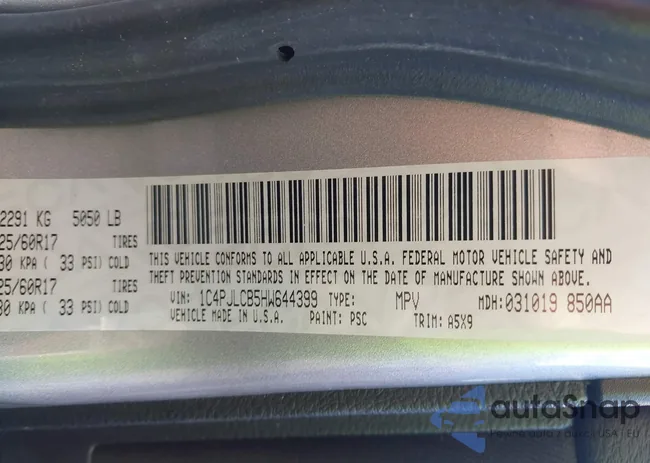 2291 KG 5050 LB
25/60R17 TIRES
30 KPA ( 33 PSI) COLD
25/60R17 TIRES
30 KPA ( 33 PSI) COLD
THIS VEHICLE CONFORMS TO ALL APPLICABLE U.S.A. FEDERAL MOTOR VEHICLE SAFETY AND
THEFT PREVENTION STANDARDS IN EFFECT ON THE DATE OF MANUFACTURE SHOWN ABOVE.
VIN: 1C4PJLCB5HW644399 TYPE: MPV MDH:031019 850AA
VEHICLE MADE IN U.S.A. PAINT: PSC TRIM: A5X9
autoSnap